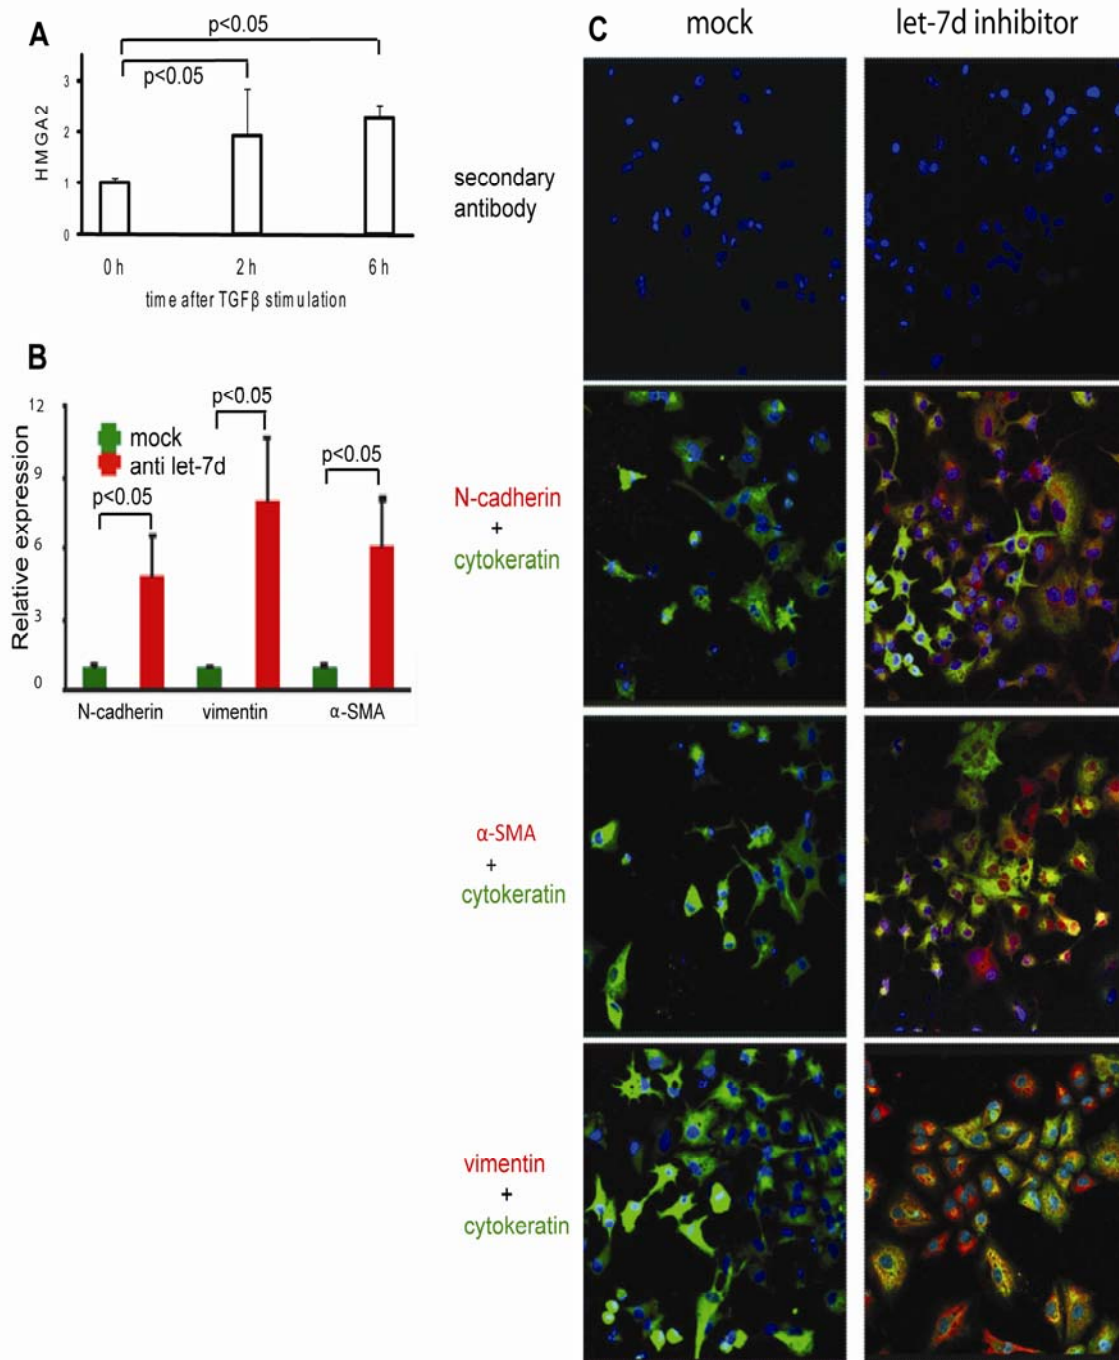 A
p<0.05
p<0.05
HMGA2
3
2
1
0
0 h
2 h
6 h
time after TGFβ stimulation
B
12
9
6
3
0
Relative expression
mock
anti let-7d
p<0.05
p<0.05
p<0.05
N-cadherin
vimentin
α-SMA
C
mock
let-7d inhibitor
secondary
antibody
N-cadherin
+
cytokeratin
α-SMA
+
cytokeratin
vimentin
+
cytokeratin